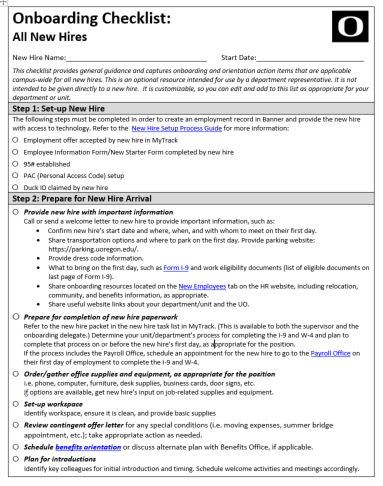 Onboarding Checklist:
All New Hires
O
New Hire Name: Start Date:
This checklist provides general guidance and captures onboarding and orientation action items that are applicable
campus-wide for all new hires. This is an optional resource intended for use by a department representative. It is not
intended to be given directly to a new hire. It is customizable, so you can edit and add to this list as appropriate for your
department or unit.
Step 1: Set-up New Hire
The following steps must be completed in order to create an employment record in Banner and provide the new hire
with access to technology. Refer to the New Hire Setup Process Guide for more information:
O Employment offer accepted by new hire in MyTrack
O Employee Information Form/New Starter Form completed by new hire
O 95# established
O PAC (Personal Access Code) setup
O Duck ID claimed by new hire
Step 2: Prepare for New Hire Arrival
O Provide new hire with important information
Call or send a welcome letter to new hire to provide important information, such as:
• Confirm new hire's start date and where, when, and with whom to meet on their first day.
• Share transportation options and where to park on the first day. Provide parking website:
https://parking.uoregon.edu/.
• Provide dress code information.
• What to bring on the first day, such as Form I-9 and work eligibility documents (list of eligible documents on
last page of Form I-9).
• Share onboarding resources located on the New Employees tab on the HR website, including relocation,
community, and benefits information, as appropriate.
• Share useful website links about your department/unit and the UO.
O Prepare for completion of new hire paperwork
Refer to the new hire packet in the new hire task list in MyTrack. (This is available to both the supervisor and the
onboarding delegate.) Determine your unit/department's process for completing the I-9 and W-4 and plan to
complete that process on or before the new hire's first day, as appropriate for the position.
If the process includes the Payroll Office, schedule an appointment for the new hire to go to the Payroll Office on
their first day of employment to complete the I-9 and W-4.
O Order/gather office supplies and equipment, as appropriate for the position
i.e. phone, computer, furniture, desk supplies, business cards, door signs, etc.
If options are available, get new hire's input on job-related supplies and equipment.
O Set-up workspace
Identify workspace, ensure it is clean, and provide basic supplies
O Review contingent offer letter for any special conditions (i.e. moving expenses, summer bridge
appointment, etc.); take appropriate action as needed.
O Schedule benefits orientation or discuss alternate plan with Benefits Office, if applicable.
O Plan for introductions
Identify key colleagues for initial introduction and timing. Schedule welcome activities and meetings accordingly.